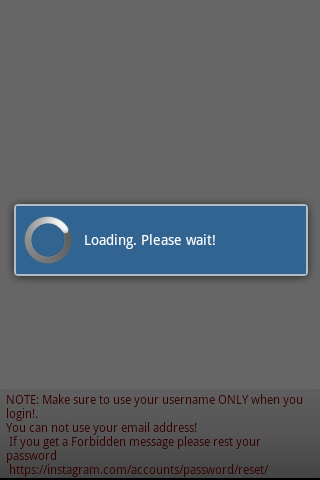 Loading. Please wait!
NOTE: Make sure to use your username ONLY when you
login!.
You can not use your email address!
If you get a Forbidden message please rest your
password
https://instagram.com/accounts/password/reset/